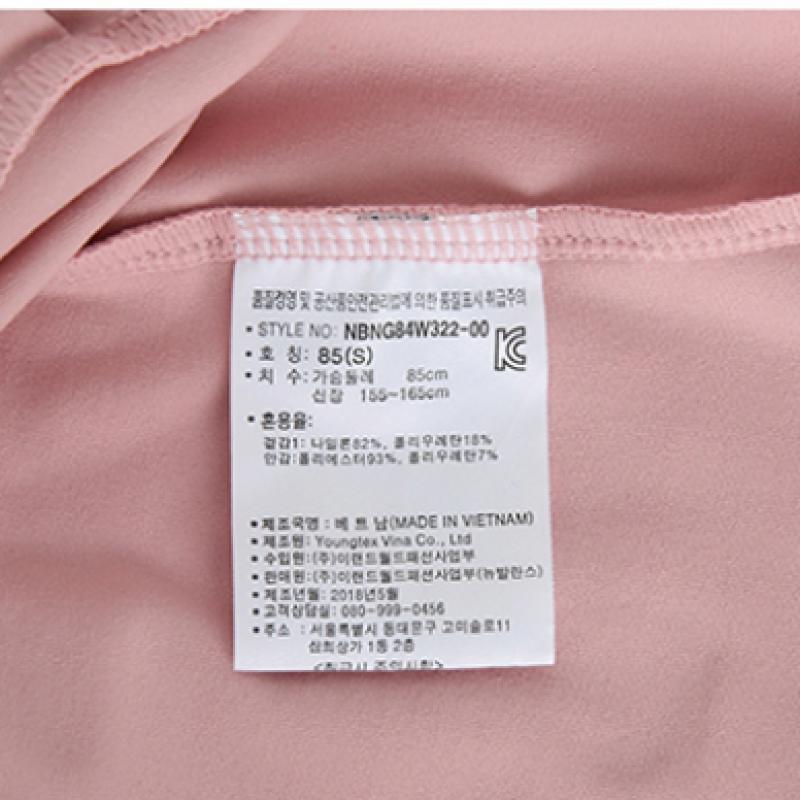 품질경영 및 공산품안전관리법에 의한 품질표시 취급주의
• STYLE NO: NBNG84W322-00
• 호 칭: 85(S)
• 치 수: 가슴둘레 85cm
신장 155~165cm
• 혼용율:
겉감1: 나일론82%, 폴리우레탄18%
안감:폴리에스터93%, 폴리우레탄7%
• 제조국명 : 베 트 남(MADE IN VIETNAM)
• 제조원: Youngtex Vina Co., Ltd
• 수입원:(주)이랜드월드패션사업부
• 판매원:(주)이랜드월드패션사업부(뉴발란스)
• 제조년월: 2018년5월
• 고객상담실: 080-999-0456
• 주소 : 서울특별시 동대문구 고미술로11
삼희상가 1동 2층
<취급시 주의사항>